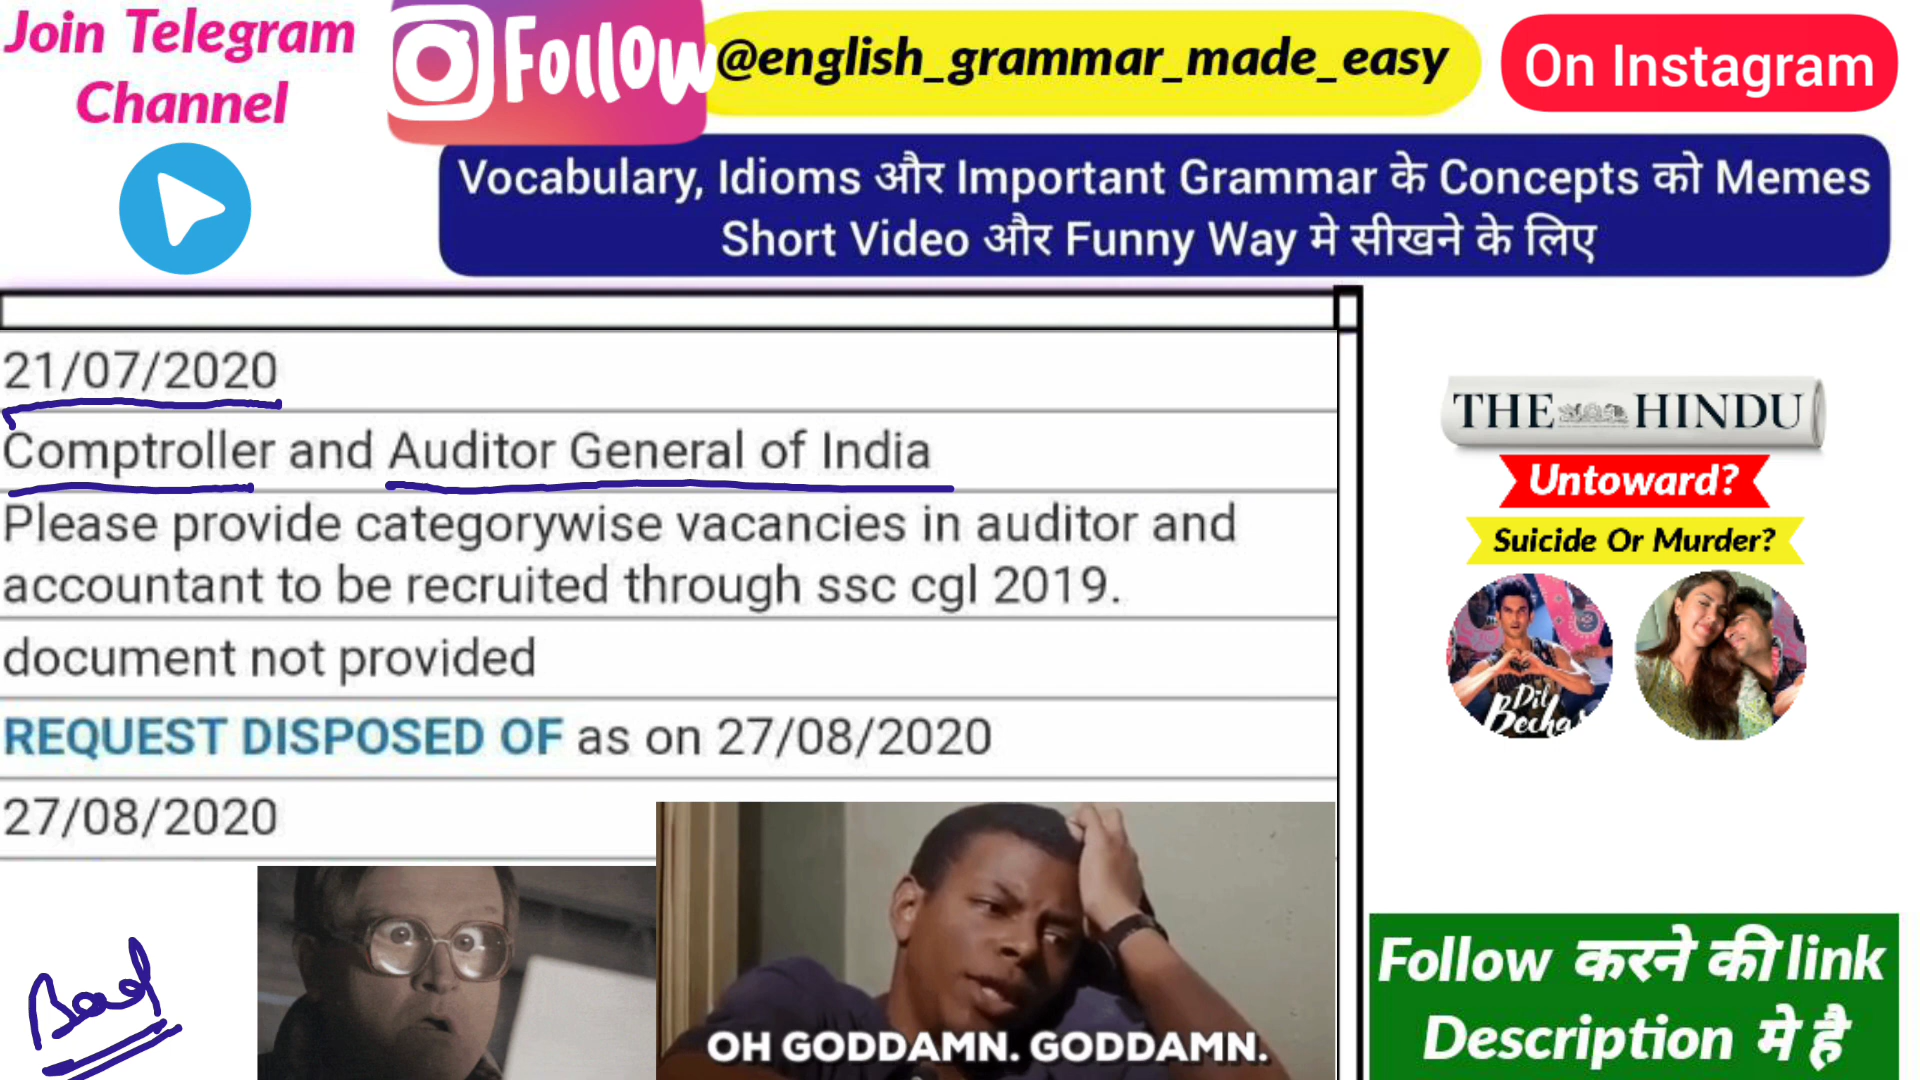 Join Telegram
Channel
Follow
@english_grammar_made_easy
On Instagram
Vocabulary, Idioms और Important Grammar के Concepts को Memes
Short Video और Funny Way मे सीखने के लिए
21/07/2020
Comptroller and Auditor General of India
Please provide categorywise vacancies in auditor and
accountant to be recruited through ssc cgl 2019.
document not provided
REQUEST DISPOSED OF as on 27/08/2020
27/08/2020
Bad
OH GODDAMN. GODDAMN.
THE HINDU
Untoward?
Suicide Or Murder?
Dil
Becha
Follow करने की link
Description मे है